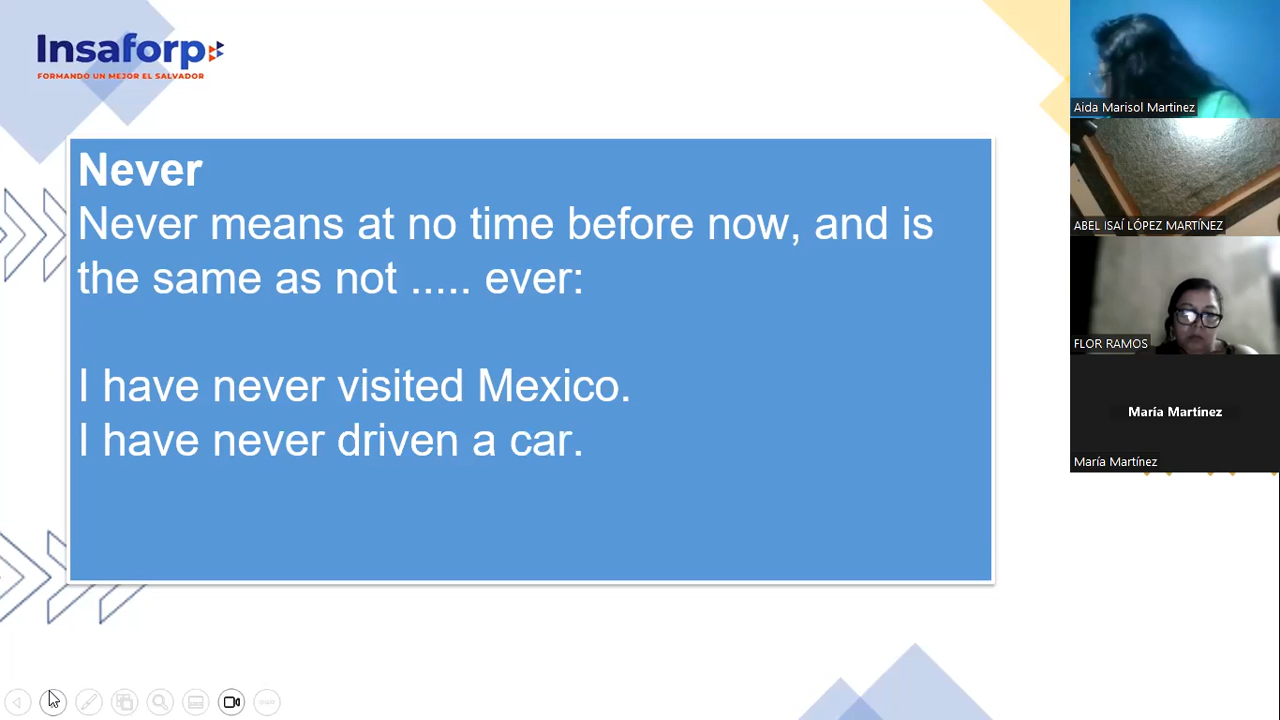 Insaforp
FORMANDO UN MEJOR EL SALVADOR
Never
Never means at no time before now, and is
the same as not ..... ever:
I have never visited Mexico.
I have never driven a car.
Aída Marisol Martinez
ABEL ISAÍ LÓPEZ MARTÍNEZ
FLOR RAMOS
María Martínez
María Martínez